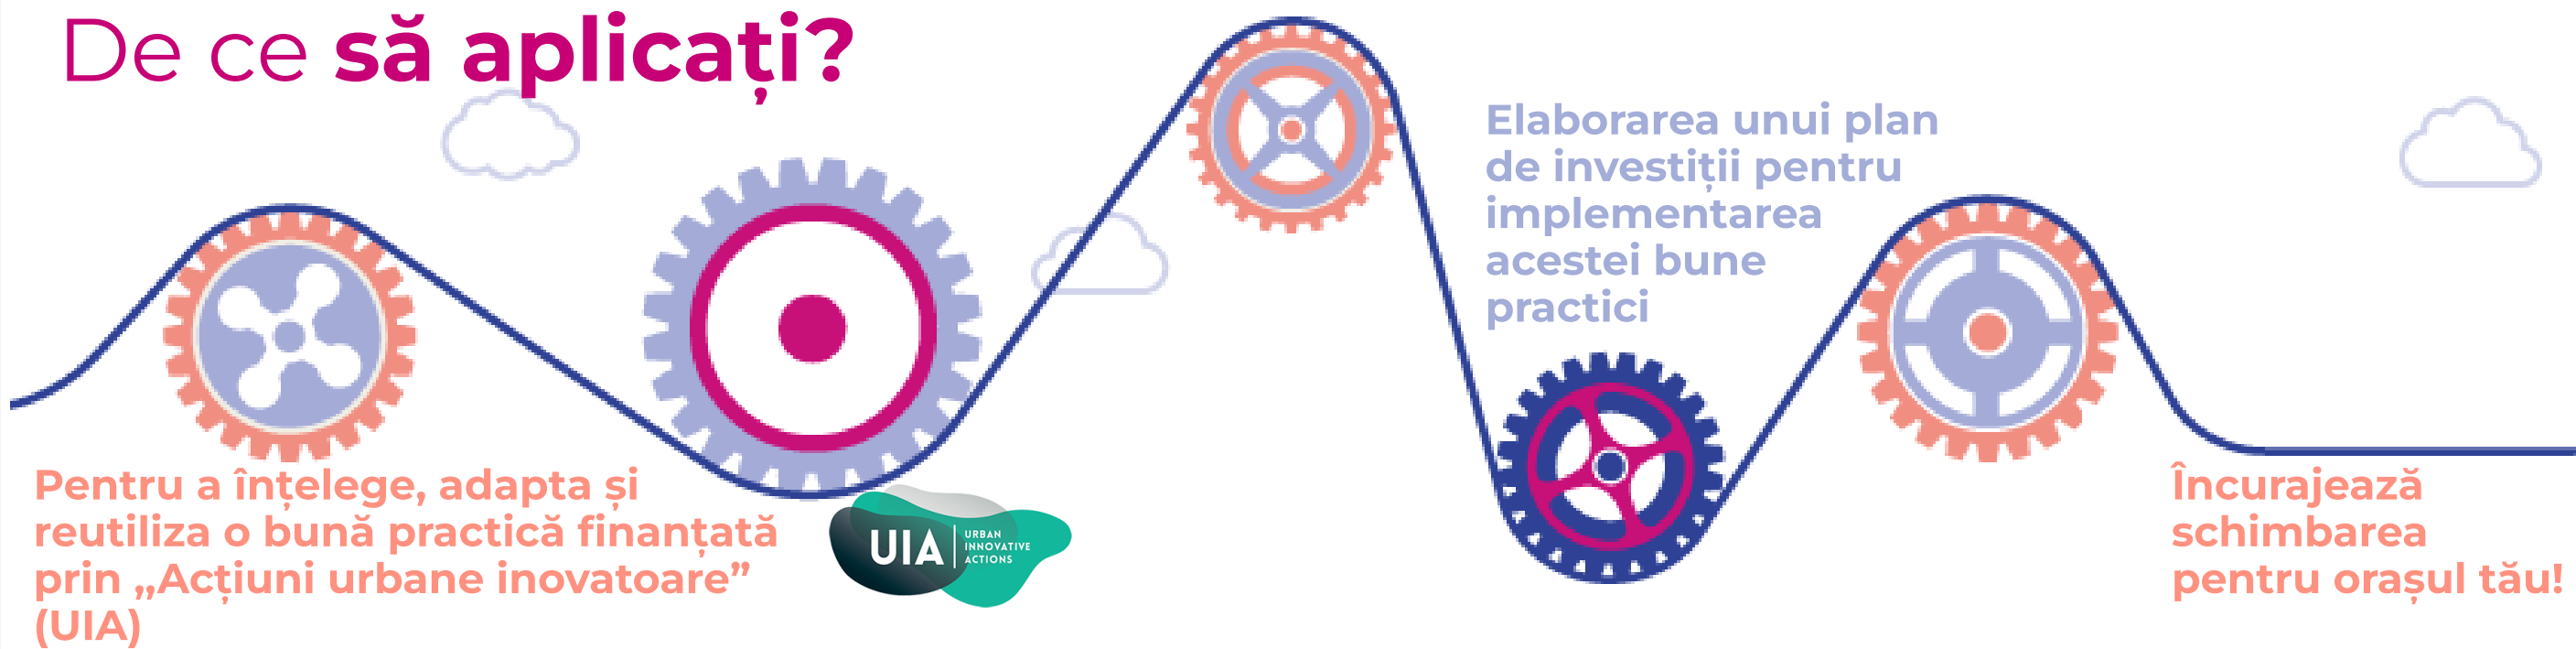 De ce să aplicați?
Elaborarea unui plan
de investiții pentru
implementarea
acestei bune
practici
Pentru a înțelege, adapta și
reutiliza o bună practică finanțată
prin „Acțiuni urbane inovatoare”
(UIA)
UIA
URBAN
INNOVATIVE
ACTIONS
Încurajează
schimbarea
pentru orașul tău!